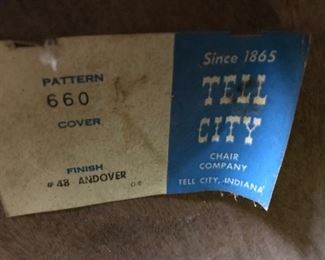 PATTERN
660
COVER
FINISH
#48 ANDOVER
Since 1865
TELL
CITY
CHAIR
COMPANY
TELL CITY, INDIANA